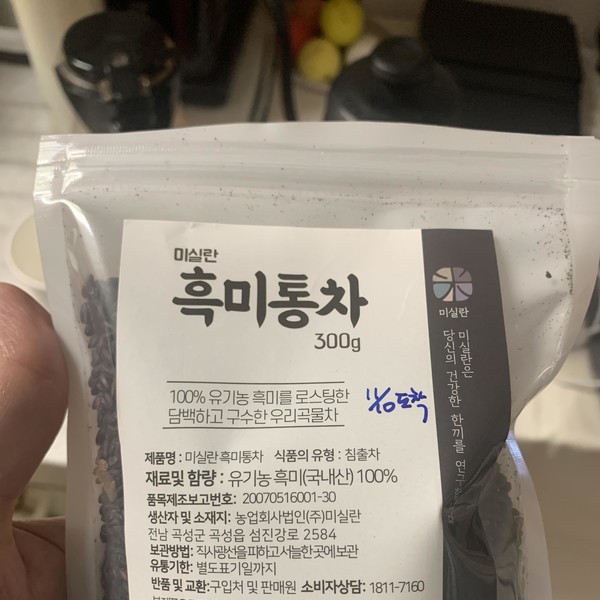 미실란
흑미통차
300g
100% 유기농 흑미를 로스팅한
담백하고 구수한 우리곡물차
도착
제품명 : 미실란 흑미통차 식품의 유형 : 침출차
재료및 함량 : 유기농 흑미(국내산) 100%
품목제조보고번호: 20070516001-30
생산자 및 소재지: 농업회사법인(주)미실란
전남 곡성군 곡성읍 섬진강로 2584
보관방법: 직사광선을피하고서늘한곳에보관
유통기한: 별도표기일까지
반품 및 교환:구입처 및 판매원 소비자상담: 1811-7160
米
미실란
미실란은
당신의 건강한 한끼를 연구